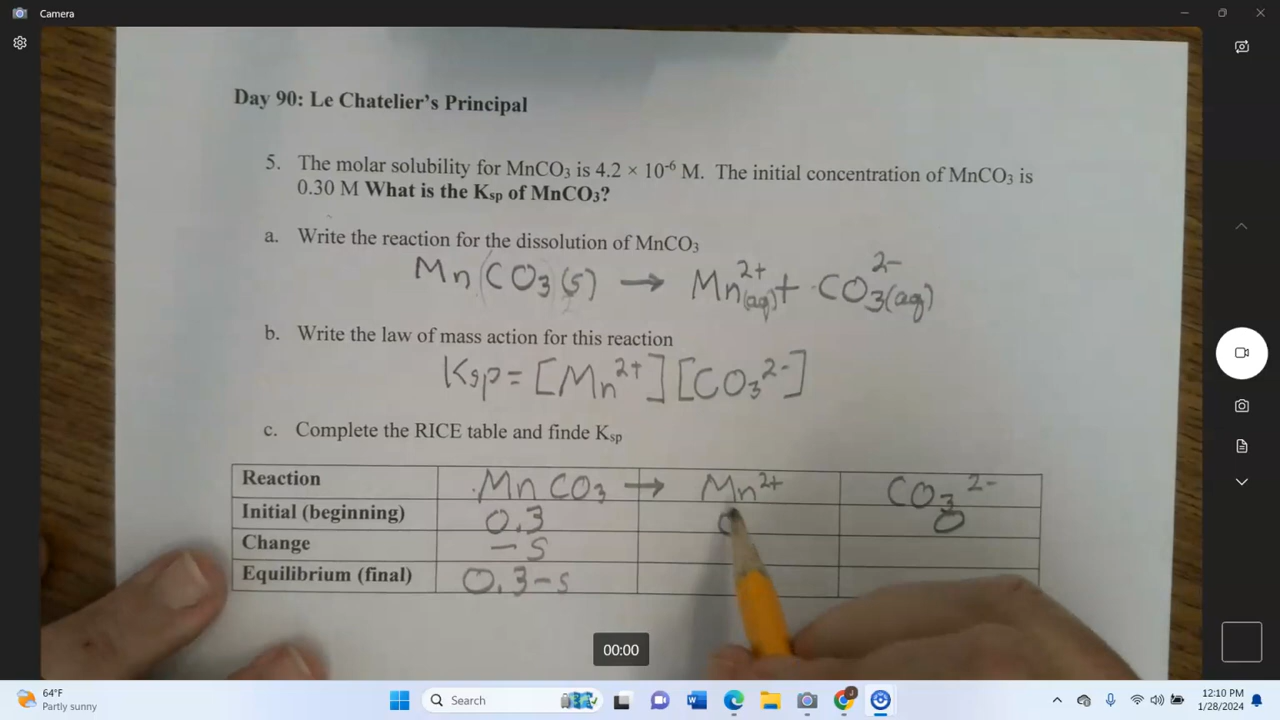 Camera
Day 90: Le Chatelier's Principal
5. The molar solubility for MnCO₃ is 4.2 × 10⁻⁶ M. The initial concentration of MnCO₃ is
0.30 M What is the Kₛₚ of MnCO₃?
a. Write the reaction for the dissolution of MnCO₃
Mn(CO₃(s) → Mn²⁺(aq) + CO₃²⁻(aq)
b. Write the law of mass action for this reaction
Ksp = [Mn²⁺] [CO₃²⁻]
c. Complete the RICE table and finde Kₛₚ
Reaction MnCO₃ → Mn²⁺ CO₃²⁻
Initial (beginning) 0.3 0 0
Change -s
Equilibrium (final) 0.3-s
00:00
64°F
Partly sunny
Search
12:10 PM
1/28/2024